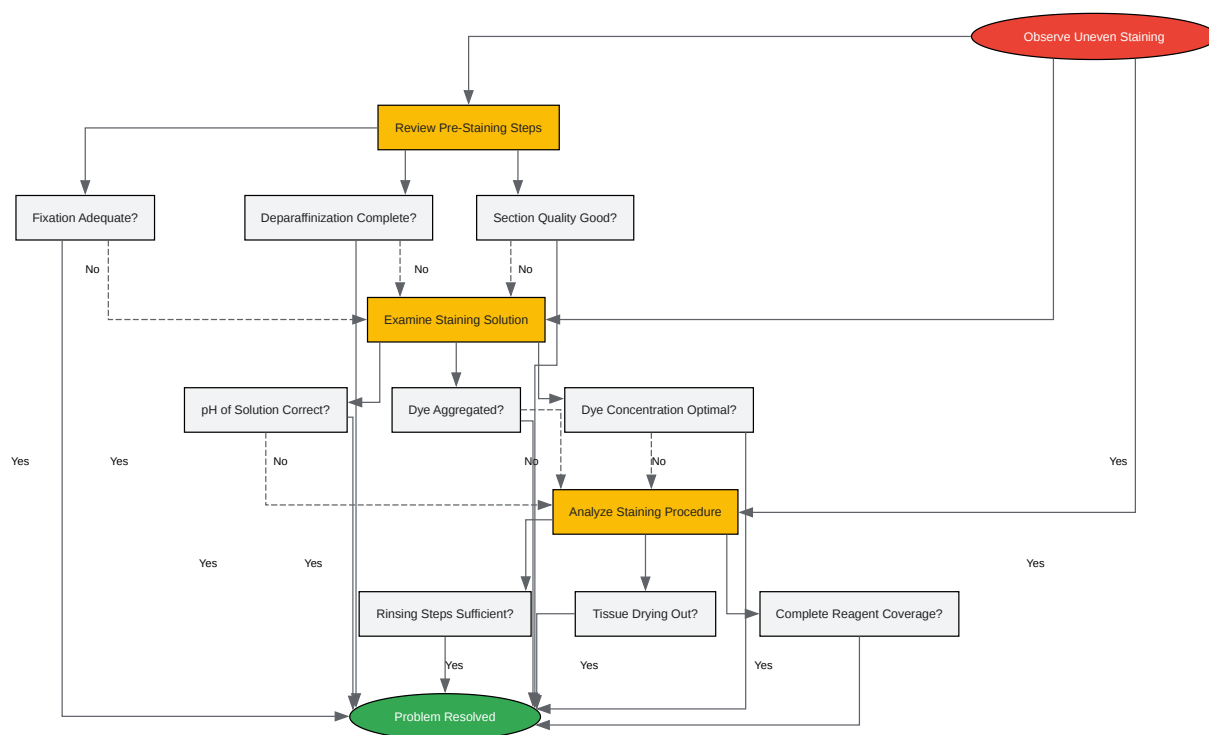 Observe Uneven Staining
Review Pre-Staining Steps
Fixation Adequate?
Deparaffinization Complete?
Section Quality Good?
No
No
No
Examine Staining Solution
pH of Solution Correct?
Dye Aggregated?
Dye Concentration Optimal?
Yes
Yes
No
No
No
Yes
Analyze Staining Procedure
Yes
Yes
Yes
Rinsing Steps Sufficient?
Tissue Drying Out?
Complete Reagent Coverage?
Yes
Yes
Yes
Problem Resolved